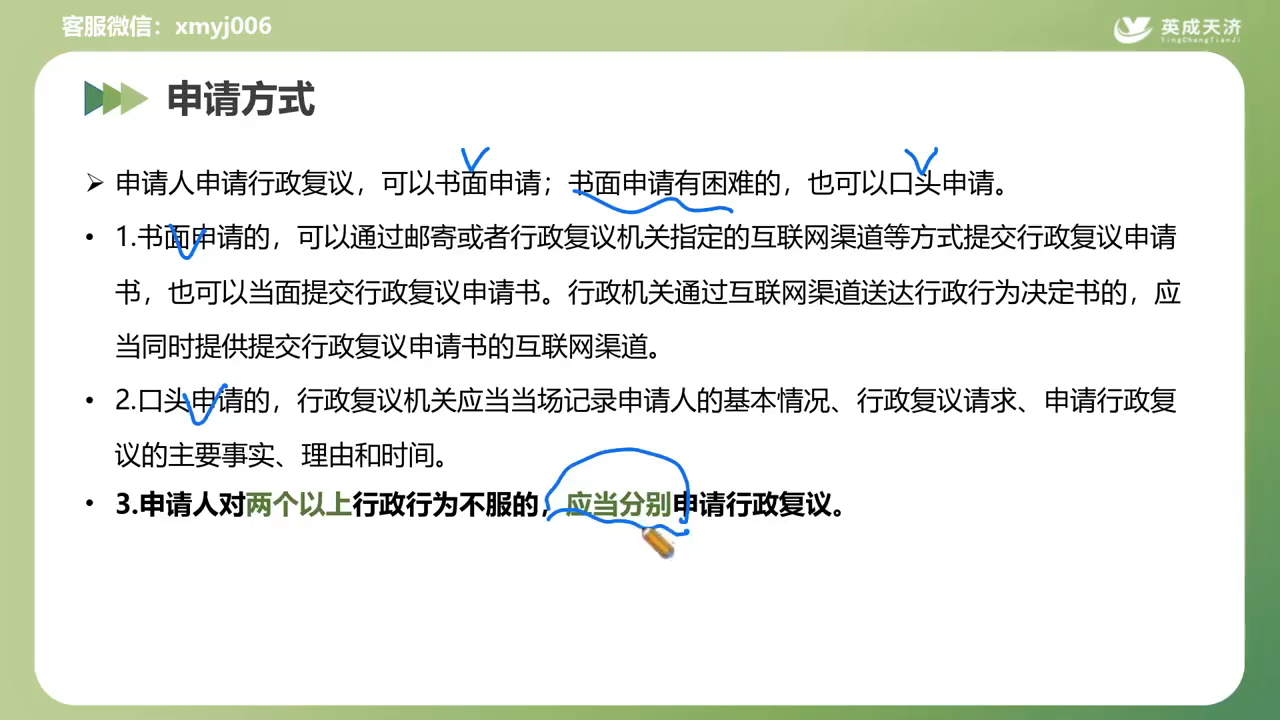 客服微信：xmyj006
英成天济
YingChengTianJi
申请方式
➢ 申请人申请行政复议，可以书面申请；书面申请有困难的，也可以口头申请。
• 1.书面申请的，可以通过邮寄或者行政复议机关指定的互联网渠道等方式提交行政复议申请
书，也可以当面提交行政复议申请书。行政机关通过互联网渠道送达行政行为决定书的，应
当同时提供提交行政复议申请书的互联网渠道。
• 2.口头申请的，行政复议机关应当当场记录申请人的基本情况、行政复议请求、申请行政复
议的主要事实、理由和时间。
• 3.申请人对两个以上行政行为不服的，应当分别申请行政复议。